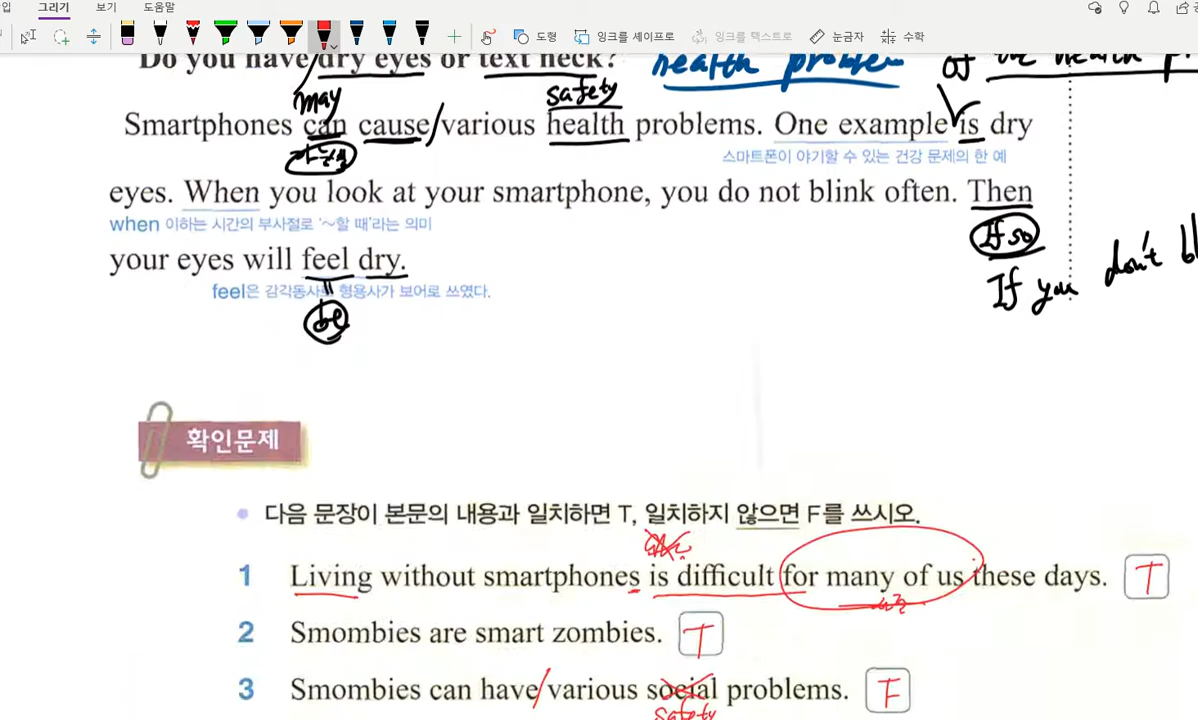 그리기 보기 도움말
도형 잉크를 셰이프로 잉크를 텍스트로 눈금자 수학
Do you have dry eyes or text neck? health problem of the health
may safety
Smartphones can cause various health problems. One example is dry
가능성
스마트폰이 야기할 수 있는 건강 문제의 한 예
eyes. When you look at your smartphone, you do not blink often. Then
when 이하는 시간의 부사절로 '~할 때'라는 의미
If so
your eyes will feel dry.
If you don't bl
feel은 감각동사로 형용사가 보어로 쓰였다.
be
확인문제
다음 문장이 본문의 내용과 일치하면 T, 일치하지 않으면 F를 쓰시오.
1 Living without smartphones is difficult for many of us these days. T
2 Smombies are smart zombies. T
3 Smombies can have various social problems. F
safety